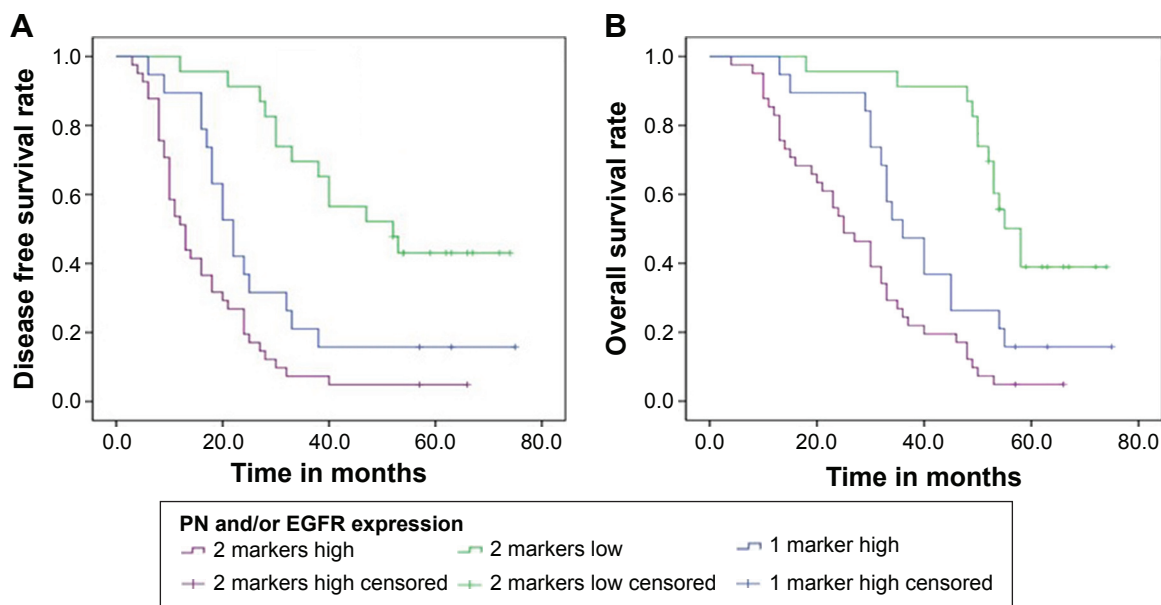 A
B
Disease free survival rate
1.0
0.8
0.6
0.4
0.2
0.0
0.0 20.0 40.0 60.0 80.0
Time in months
Overall survival rate
1.0
0.8
0.6
0.4
0.2
0.0
0.0 20.0 40.0 60.0 80.0
Time in months
PN and/or EGFR expression
2 markers high 2 markers low 1 marker high
2 markers high censored 2 markers low censored 1 marker high censored